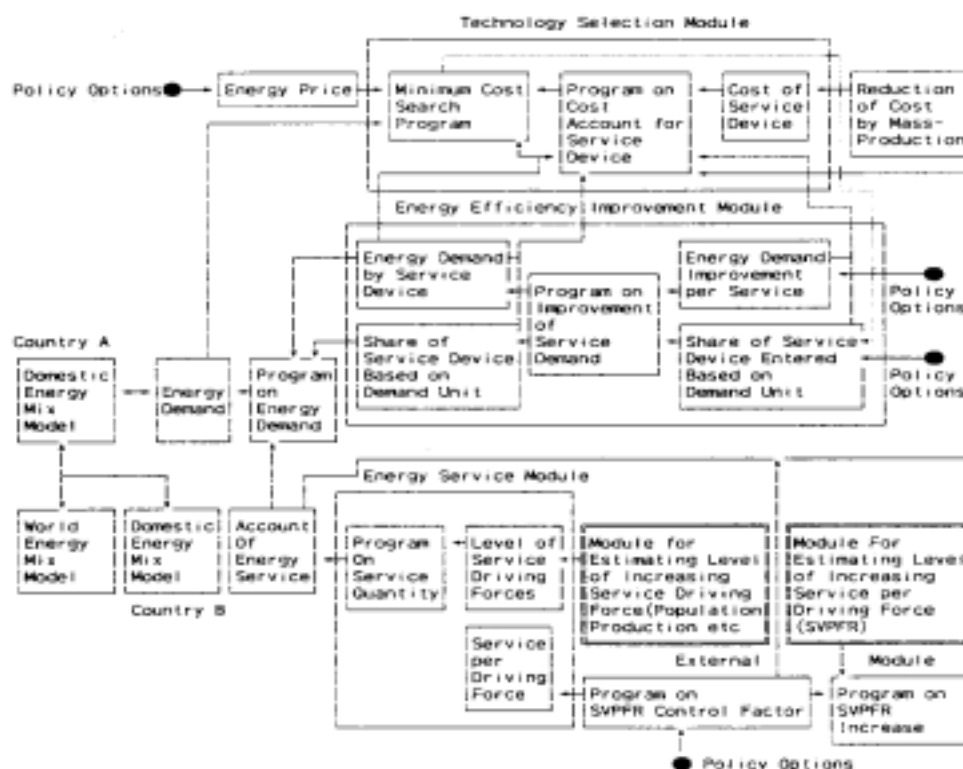 Technology Selection Module
Policy Options
Energy Price
Minimum Cost
Search
Program
Program on
Cost
Account for
Service
Device
Cost of
Service
Device
Reduction
of Cost
by Mass-
Production
Energy Efficiency Improvement Module
Energy Demand
by Service
Device
Program on
Improvement
of
Service
Demand
Energy Demand
Improvement
per Service
Policy
Options
Share of
Service Device
Based on
Demand Unit
Share of Service
Device Entered
Based on
Demand Unit
Policy
Options
Country A
Domestic
Energy
Mix
Model
Energy
Demand
Program
on
Energy
Demand
Energy Service Module
World
Energy
Mix
Model
Domestic
Energy
Mix
Model
Account
Of
Energy
Service
Program
On
Service
Quantity
Level of
Service
Driving
Forces
Module for
Estimating Level
of Increasing
Service Driving
Force(Population
Production etc
Module For
Estimating Level
of Increasing
Service per
Driving Force
(SVPFR)
Country B
Service
per
Driving
Force
External
Module
Program on
SVPFR Control Factor
Program on
SVPFR
Increase
Policy Options